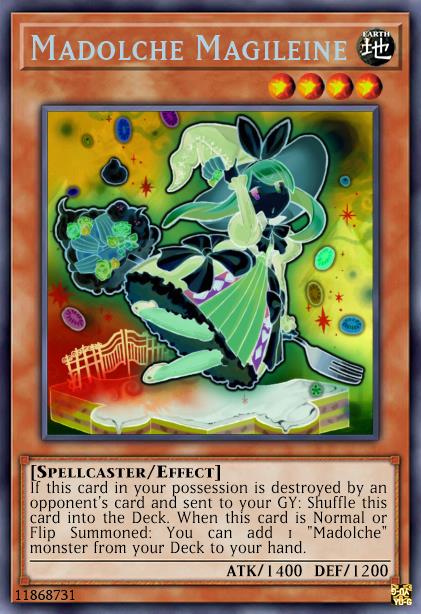 Madolche Magileine
EARTH
地
[Spellcaster/Effect]
If this card in your possession is destroyed by an
opponent's card and sent to your GY: Shuffle this
card into the Deck. When this card is Normal or
Flip Summoned: You can add 1 "Madolche"
monster from your Deck to your hand.
ATK/1400 DEF/1200
11868731